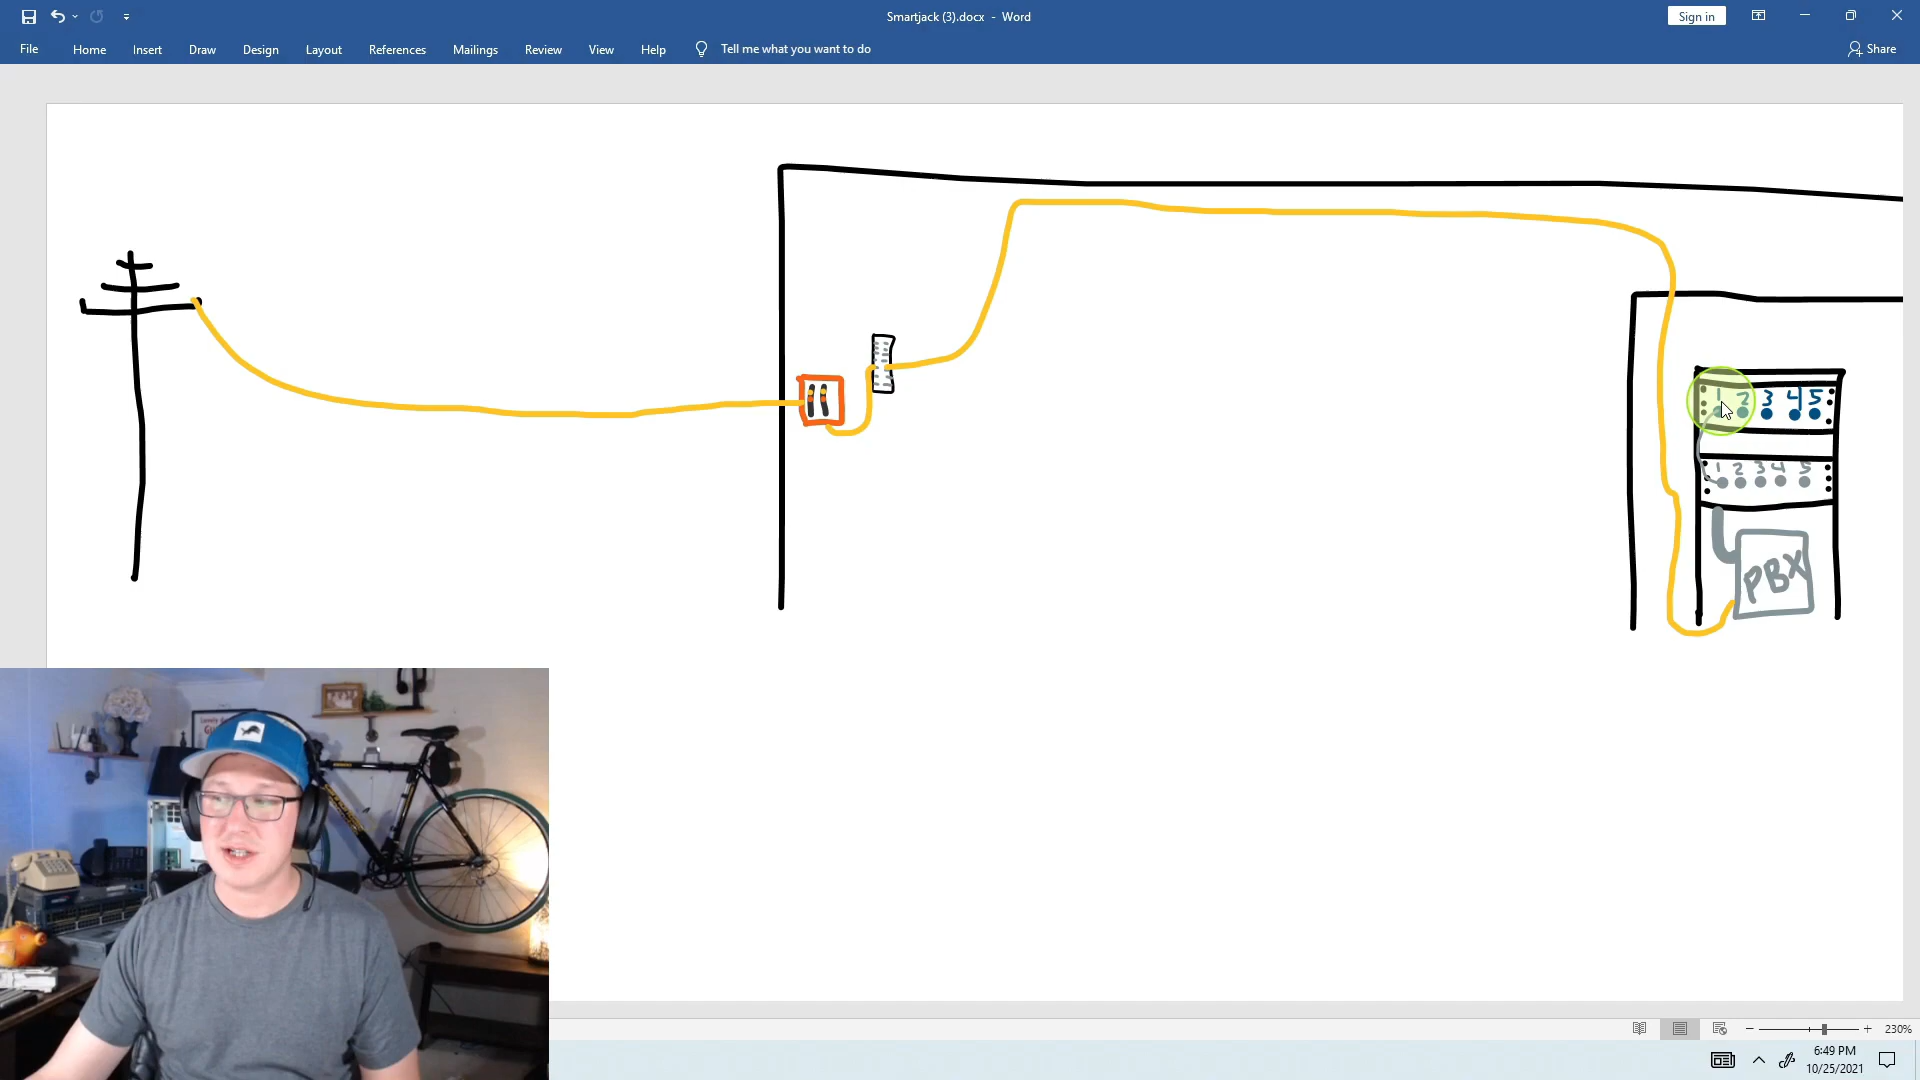 Smartjack (3).docx - Word
Sign in
File Home Insert Draw Design Layout References Mailings Review View Help Tell me what you want to do Share
1 2 3 4 5
1 2 3 4 5
PBX
230%
6:49 PM
10/25/2021